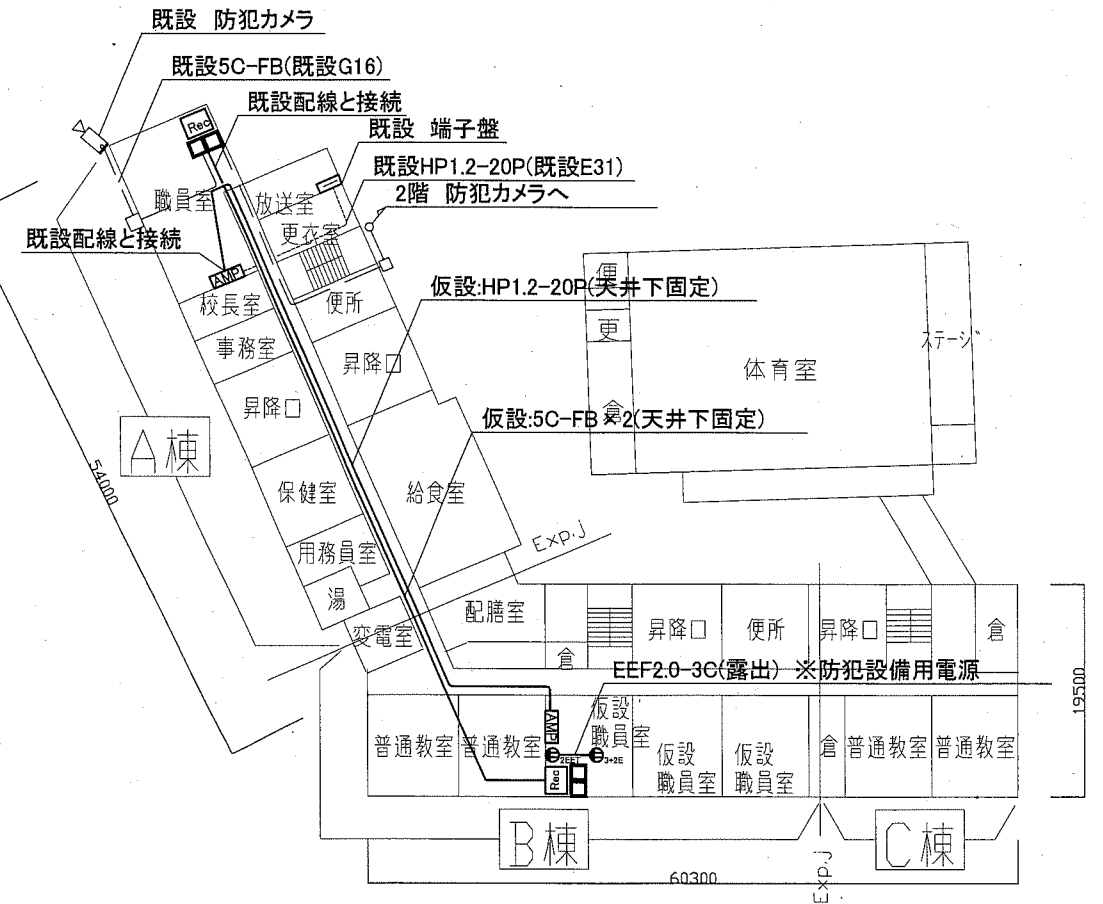 既設 防犯カメラ
既設5C-FB(既設G16)
既設配線と接続
既設 端子盤
既設HP1.2-20P(既設E31)
2階 防犯カメラへ
Rec
職員室
放送室
更衣室
既設配線と接続
AMP
校長室
便所
事務室
昇降口
昇降口
仮設:HP1.2-20P(天井下固定)
仮設:5C-FB×2(天井下固定)
便
更
倉
体育室
ステージ
A棟
54000
保健室
給食室
用務員室
湯
変電室
Exp.J
配膳室
倉
昇降口
便所
昇降口
倉
EEF2.0-3C(露出) ※防犯設備用電源
19500
普通教室
普通教室
AMP
仮設
職員室
2EET
3+2E
Rec
仮設
職員室
仮設
職員室
倉
普通教室
普通教室
B棟
C棟
60300
Exp.J